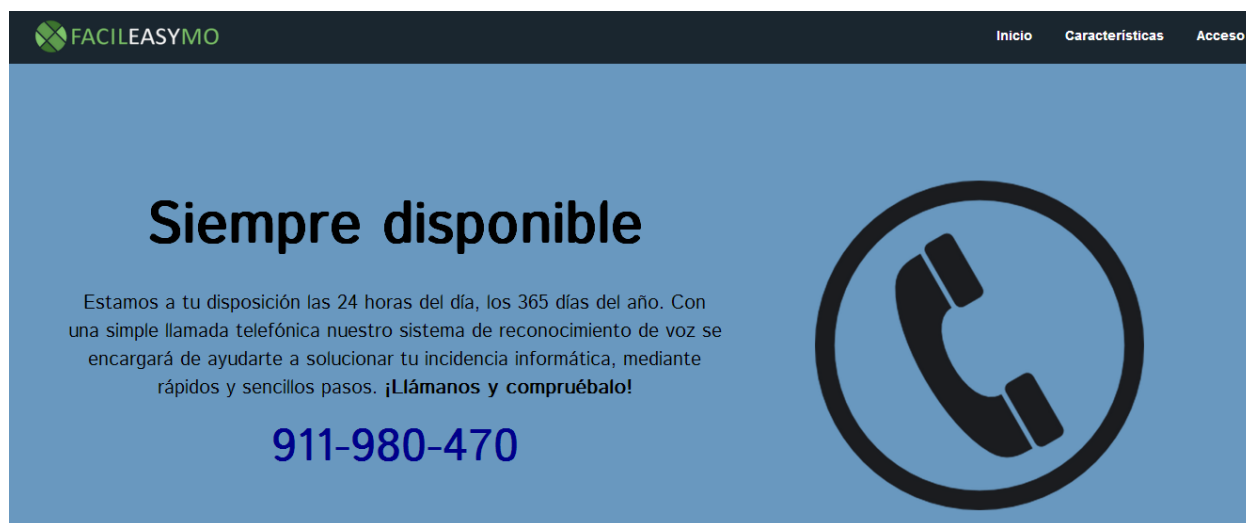 FACILEASYMO
Inicio Características Acceso
Siempre disponible
Estamos a tu disposición las 24 horas del día, los 365 días del año. Con
una simple llamada telefónica nuestro sistema de reconocimiento de voz se
encargará de ayudarte a solucionar tu incidencia informática, mediante
rápidos y sencillos pasos. ¡Llámanos y compruébalo!
911-980-470